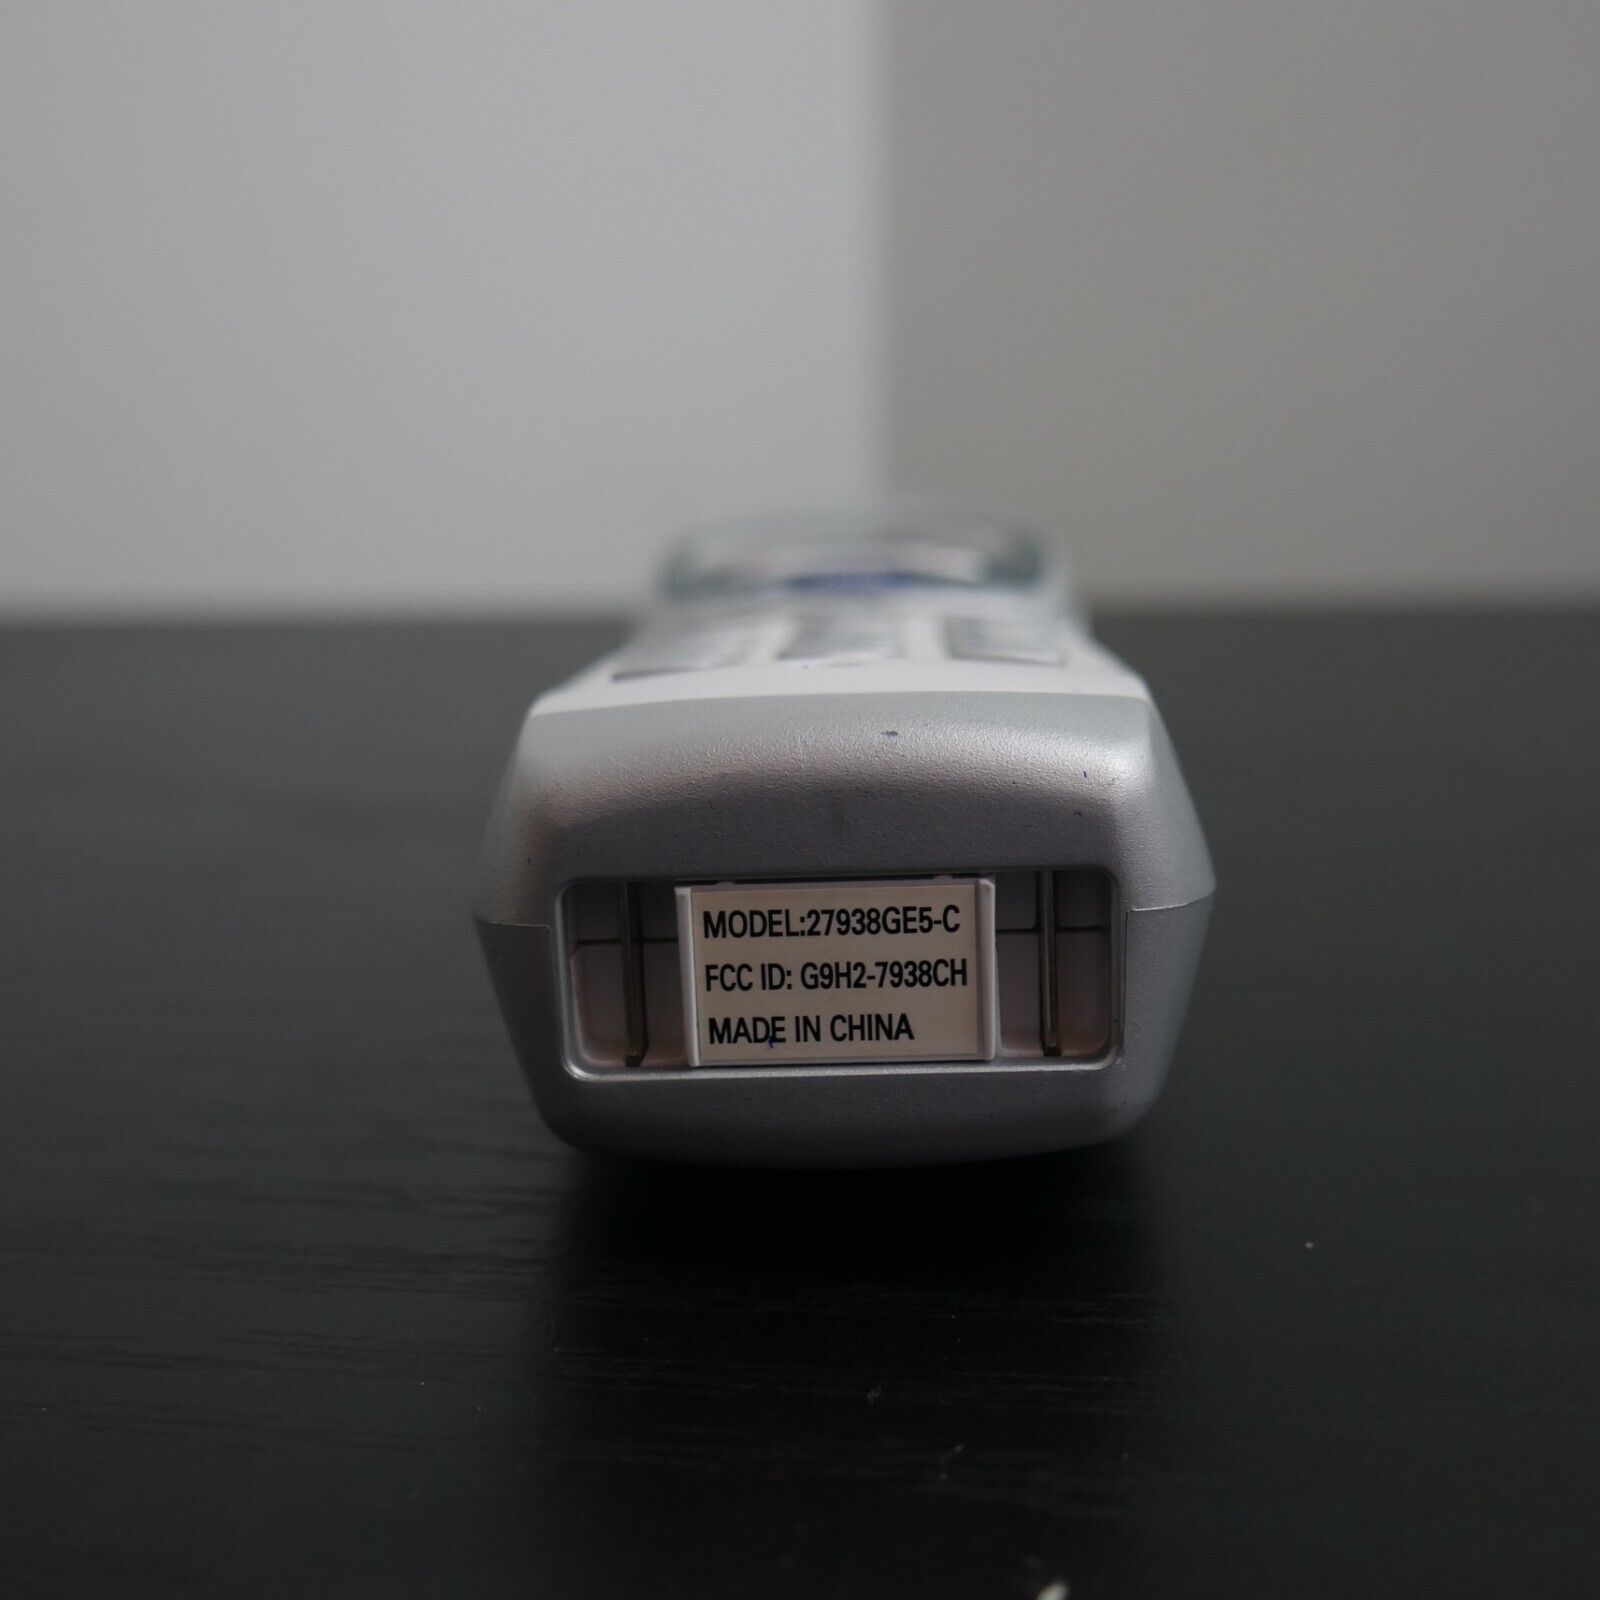 MODEL:27938GE5-C
FCC ID: G9H2-7938CH
MADE IN CHINA